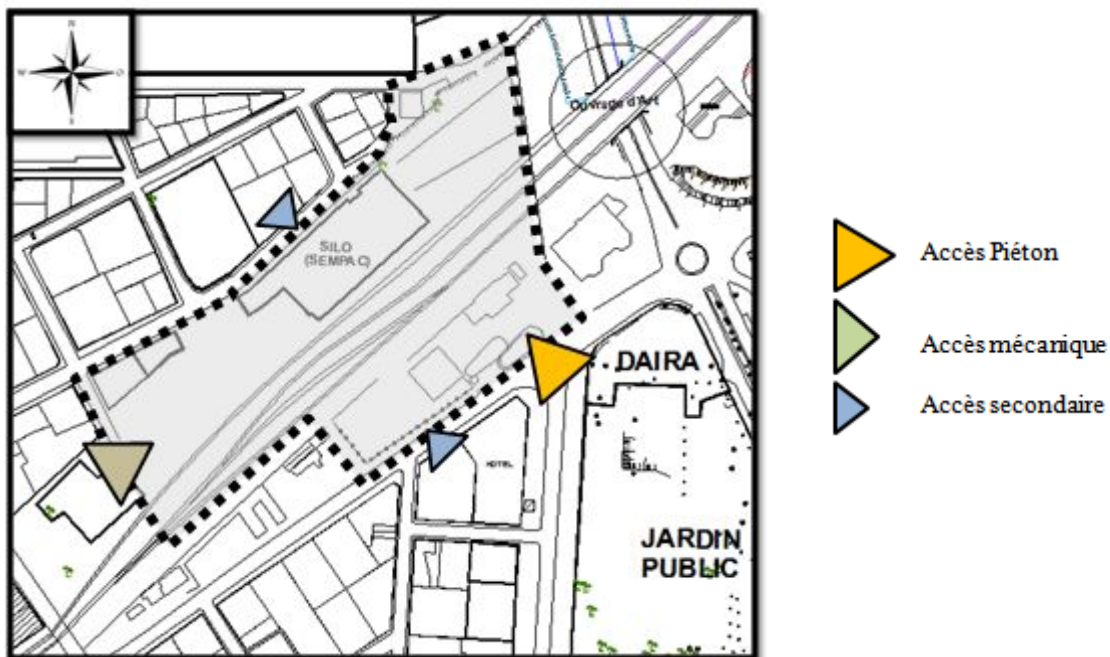 N
W
O
S
Ouvrage d'Art
SILO
(SEMPAC)
DAIRA
HOTEL
JARDIN
PUBLIC
Accès Piéton
Accès mécanique
Accès secondaire